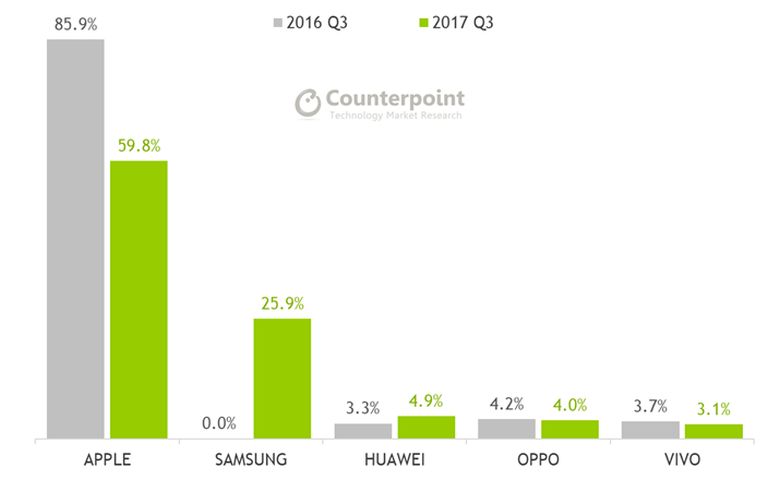 85.9%
2016 Q3
2017 Q3
Counterpoint
Technology Market Research
59.8%
25.9%
0.0%
3.3%
4.9%
4.2%
4.0%
3.7%
3.1%
APPLE
SAMSUNG
HUAWEI
OPPO
VIVO